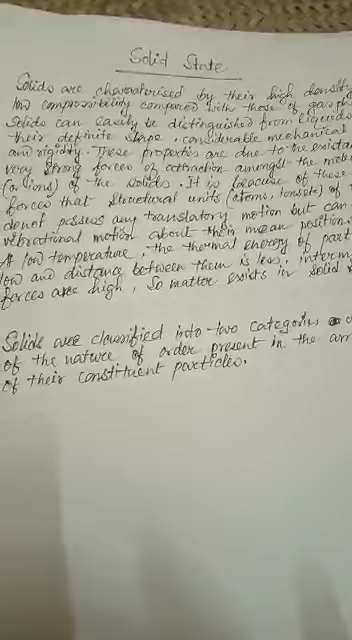 Solid State
Solids are characterised by their high density
low compressibility compared with those of gas ph
Solids can easily be distinguished from liquids
their definite shape, considerable mechanical
and rigidity. These properties are due to the existan
very strong forces of attraction amongst the mole
(or ions) of the solids. It is because of these
forces that structural units (atoms, ions etc) of
donot possess any translatory motion but can
vibrational motion about their mean position
At low temperature, the thermal energy of part
low and distance between them is less, interm
forces are high, So matter exists in solid
Solids are classified into two categories
of the nature of order present in the arr
of their constituent particles.